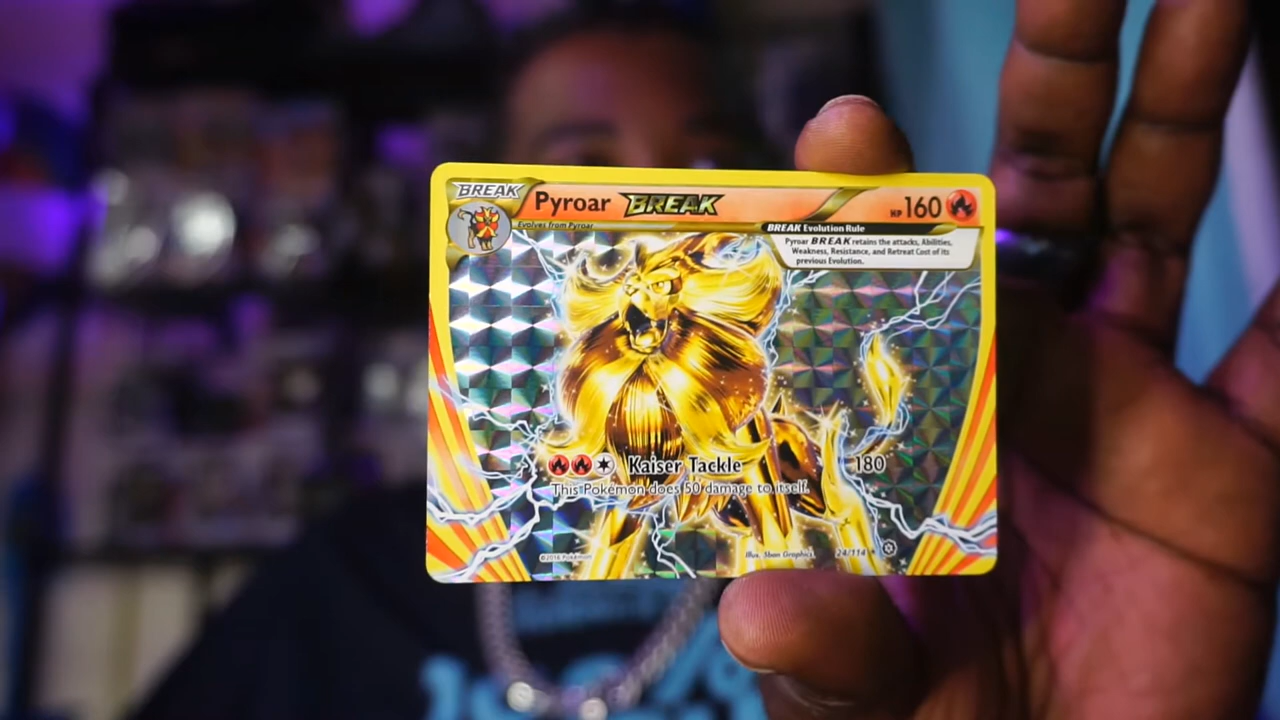 BREAK
Pyroar BREAK
HP 160
Evolves from Pyroar
BREAK Evolution Rule
Pyroar BREAK retains the attacks, Abilities,
Weakness, Resistance, and Retreat Cost of its
previous Evolution.
Kaiser Tackle 180
This Pokémon does 50 damage to itself.
©2016 Pokémon
Illus. 5ban Graphics
24/114